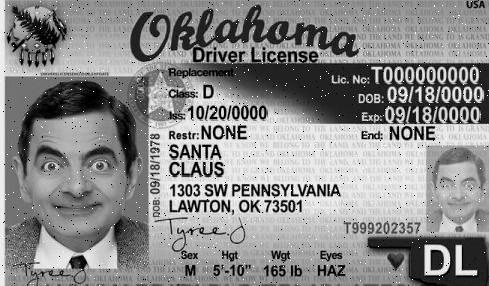 USA
Oklahoma
Driver License
Replacement
Lic. No: T000000000
Class: D
DOB: 09/18/0000
Iss: 10/20/0000
Exp: 09/18/0000
Restr: NONE
End: NONE
SANTA
CLAUS
1303 SW PENNSYLVANIA
LAWTON, OK 73501
DOB: 09/18/1978
Tyree J
T999202357
Sex Hgt Wgt Eyes
M 5'-10" 165 lb HAZ
DL
Tyree J